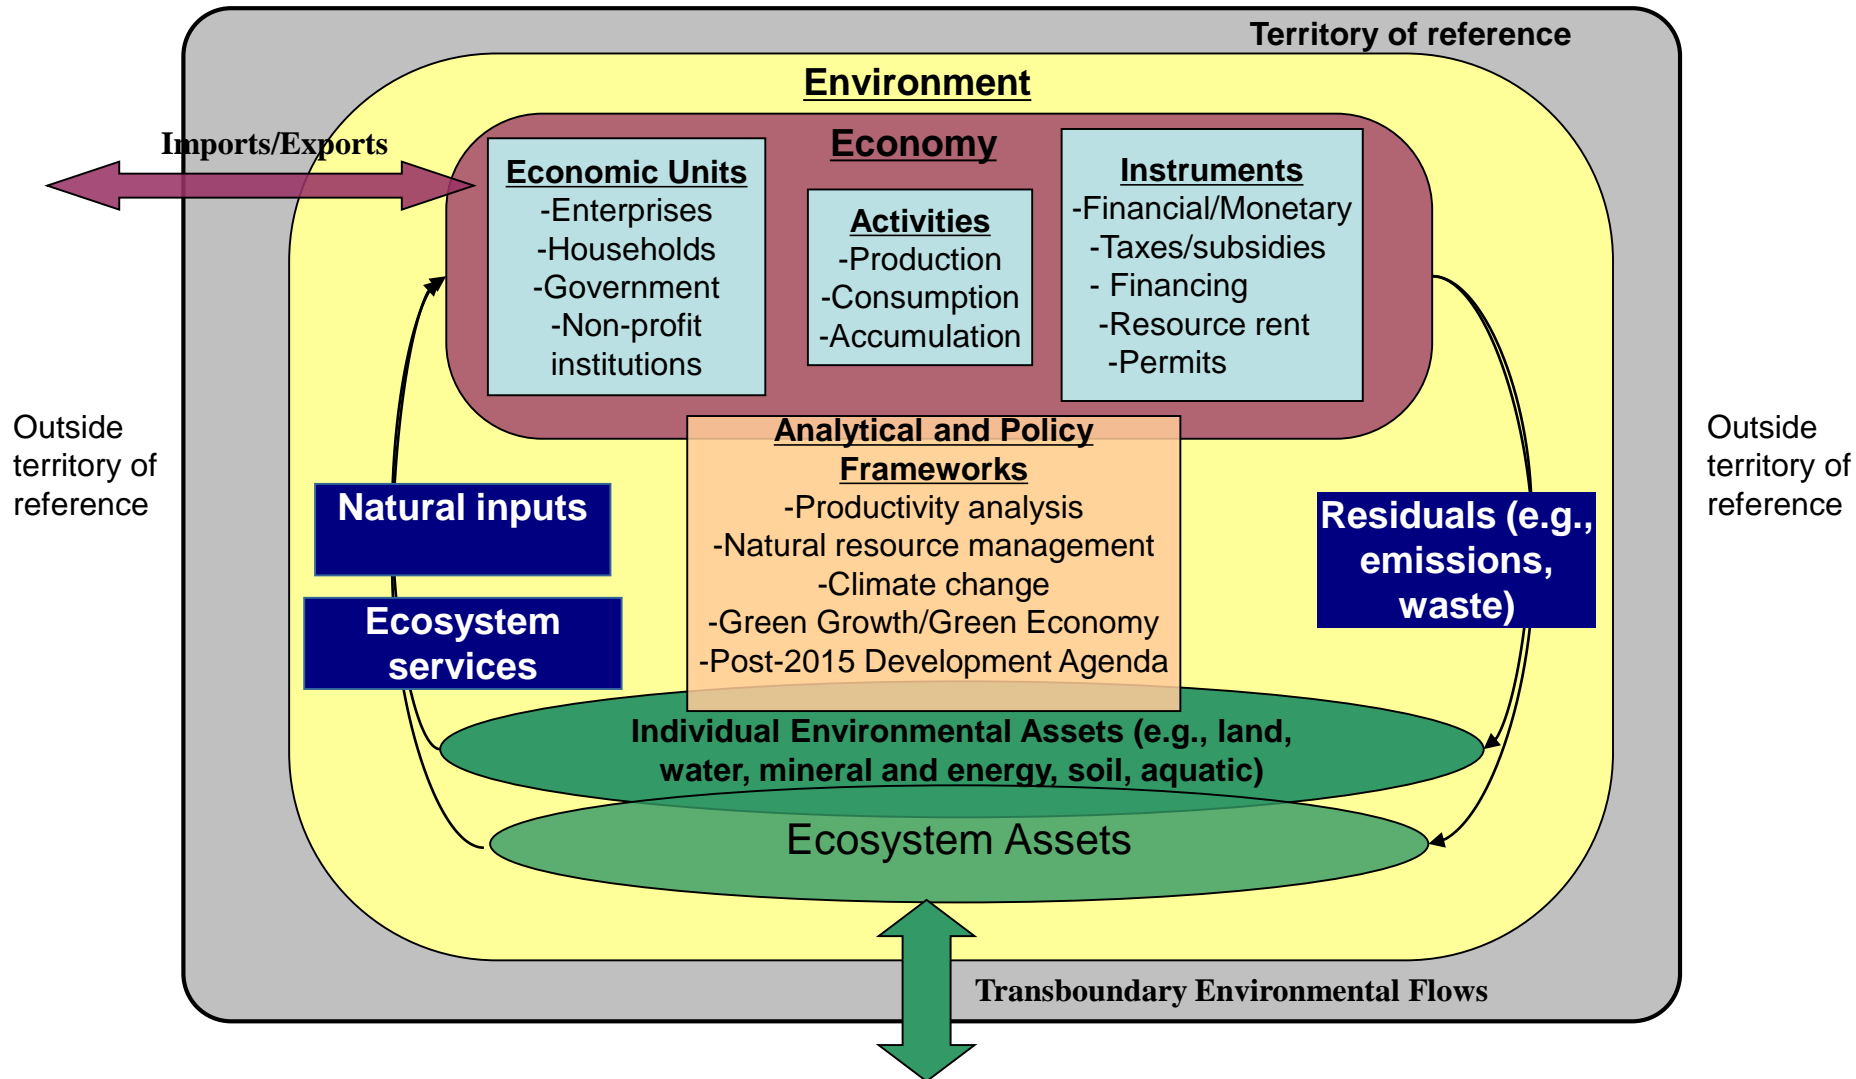 Territory of reference
Environment
Imports/Exports
Economy
Economic Units
-Enterprises
-Households
-Government
-Non-profit
institutions
Activities
-Production
-Consumption
-Accumulation
Instruments
-Financial/Monetary
-Taxes/subsidies
- Financing
-Resource rent
-Permits
Outside
territory of
reference
Analytical and Policy
Frameworks
-Productivity analysis
-Natural resource management
-Climate change
-Green Growth/Green Economy
-Post-2015 Development Agenda
Outside
territory of
reference
Natural inputs
Ecosystem
services
Residuals (e.g.,
emissions,
waste)
Individual Environmental Assets (e.g., land,
water, mineral and energy, soil, aquatic)
Ecosystem Assets
Transboundary Environmental Flows